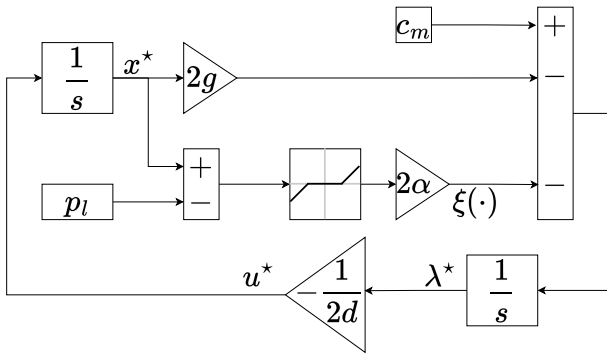 c_m
+
1/s
x^⋆
2g
−
+
2α
−
p_l
−
ξ(·)
u^⋆
−1/2d
λ^⋆
1/s